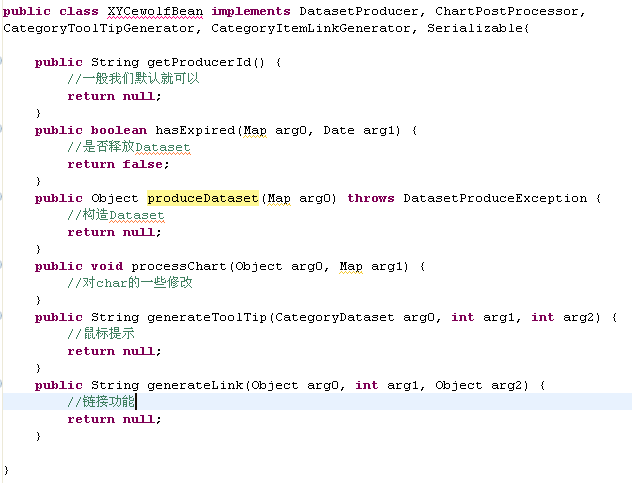 public class XYCewolfBean implements DatasetProducer, ChartPostProcessor,
CategoryToolTipGenerator, CategoryItemLinkGenerator, Serializable{
public String getProducerId() {
//一般我们默认就可以
return null;
}
public boolean hasExpired(Map arg0, Date arg1) {
//是否释放Dataset
return false;
}
public Object produceDataset(Map arg0) throws DatasetProduceException {
//构造Dataset
return null;
}
public void processChart(Object arg0, Map arg1) {
//对char的一些修改
}
public String generateToolTip(CategoryDataset arg0, int arg1, int arg2) {
//鼠标提示
return null;
}
public String generateLink(Object arg0, int arg1, Object arg2) {
//链接功能
return null;
}
}